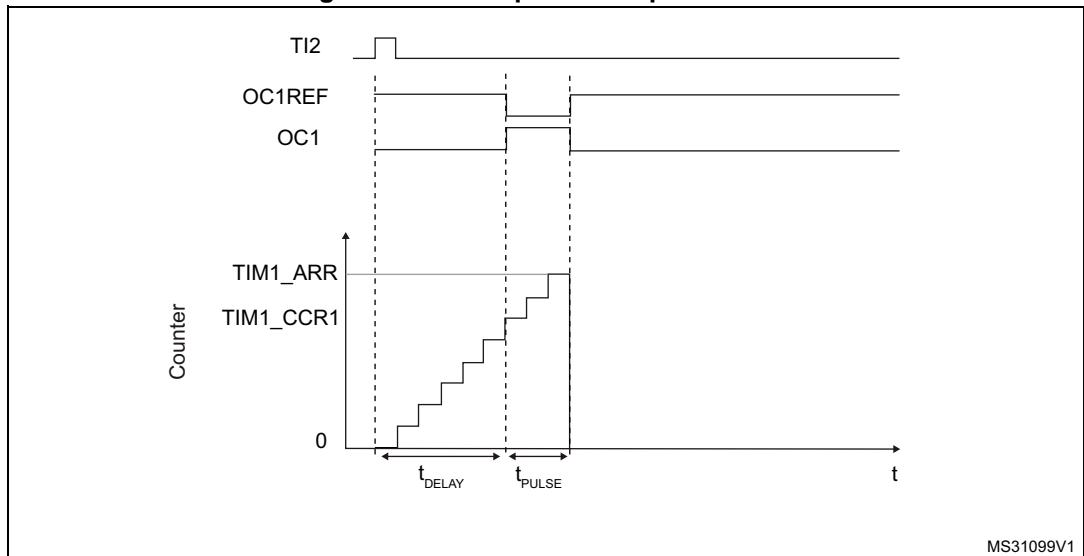 TI2
OC1REF
OC1
TIM1_ARR
TIM1_CCR1
Counter
0
tDELAY
tPULSE
t
MS31099V1